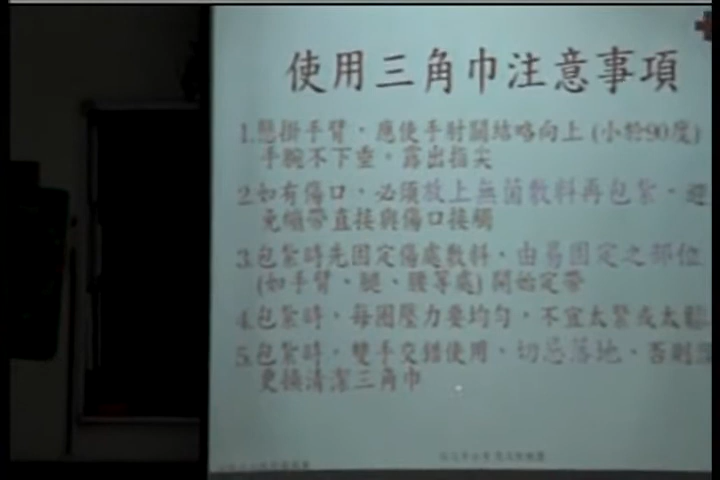 使用三角巾注意事項
1.懸掛手臂，應使手肘關結略向上(小於90度)
手腕不下垂，露出指尖
2.如有傷口，必須放上無菌敷料再包紮，避
免繃帶直接與傷口接觸
3.包紮時先固定傷處敷料，由易固定之部位
(如手臂、腿、腰等處)開始定帶
4.包紮時，每圈壓力要均勻，不宜太緊或太鬆
5.包紮時，雙手交錯使用，切忌落地，否則
更換清潔三角巾